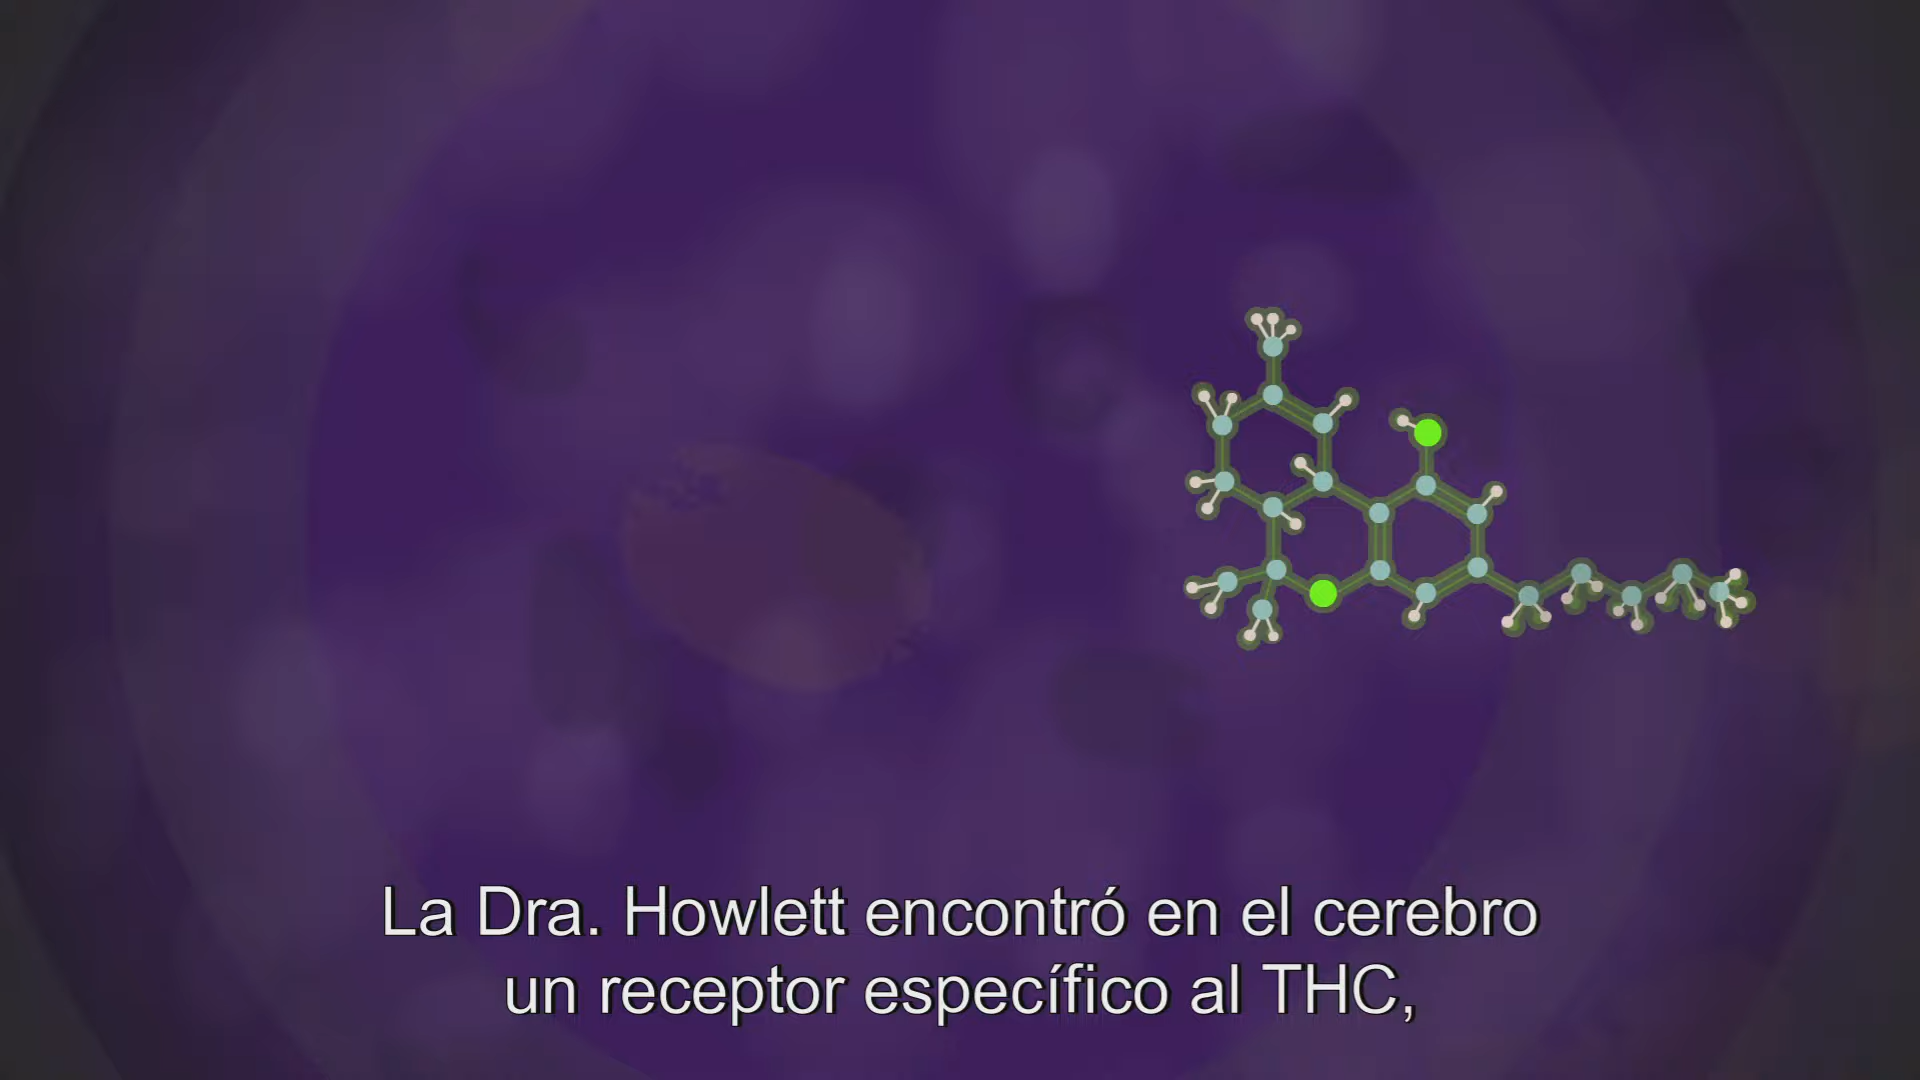 La Dra. Howlett encontró en el cerebro
un receptor específico al THC,